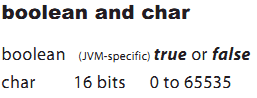 boolean and char
boolean (JVM-specific) true or false
char 16 bits 0 to 65535